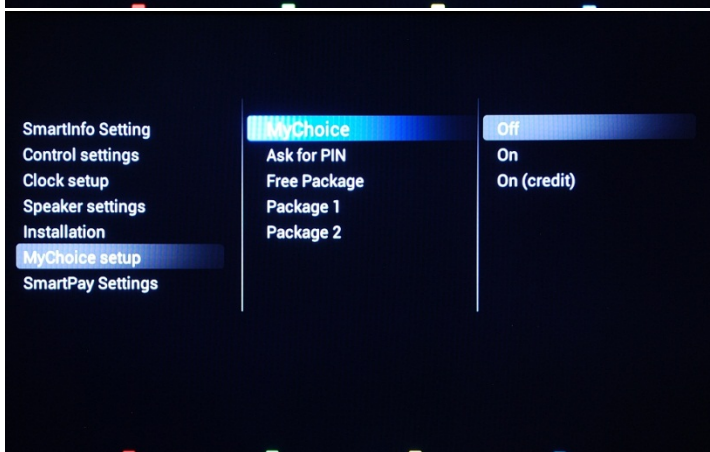 SmartInfo Setting
Control settings
Clock setup
Speaker settings
Installation
MyChoice setup
SmartPay Settings
MyChoice
Ask for PIN
Free Package
Package 1
Package 2
Off
On
On (credit)